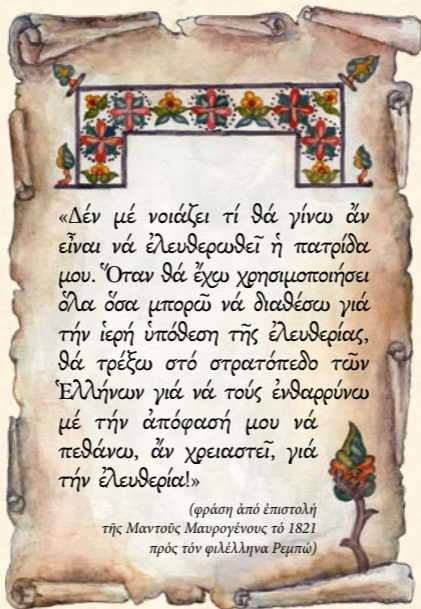 «Δέν μέ νοιάζει τί θά γίνω ἄν
εἶναι νά ἐλευθερωθεῖ ἡ πατρίδα
μου. Ὅταν θά ἔχω χρησιμοποιήσει
ὅλα ὅσα μπορῶ νά διαθέσω γιά
τήν ἱερή ὑπόθεση τῆς ἐλευθερίας,
θά τρέξω στό στρατόπεδο τῶν
Ἑλλήνων γιά νά τούς ἐνθαρρύνω
μέ τήν ἀπόφασή μου νά
πεθάνω, ἄν χρειαστεῖ, γιά
τήν ἐλευθερία!»
(φράση ἀπό ἐπιστολή
τῆς Μαντοῦς Μαυρογένους τό 1821
πρός τόν φιλέλληνα Ρεμπώ)